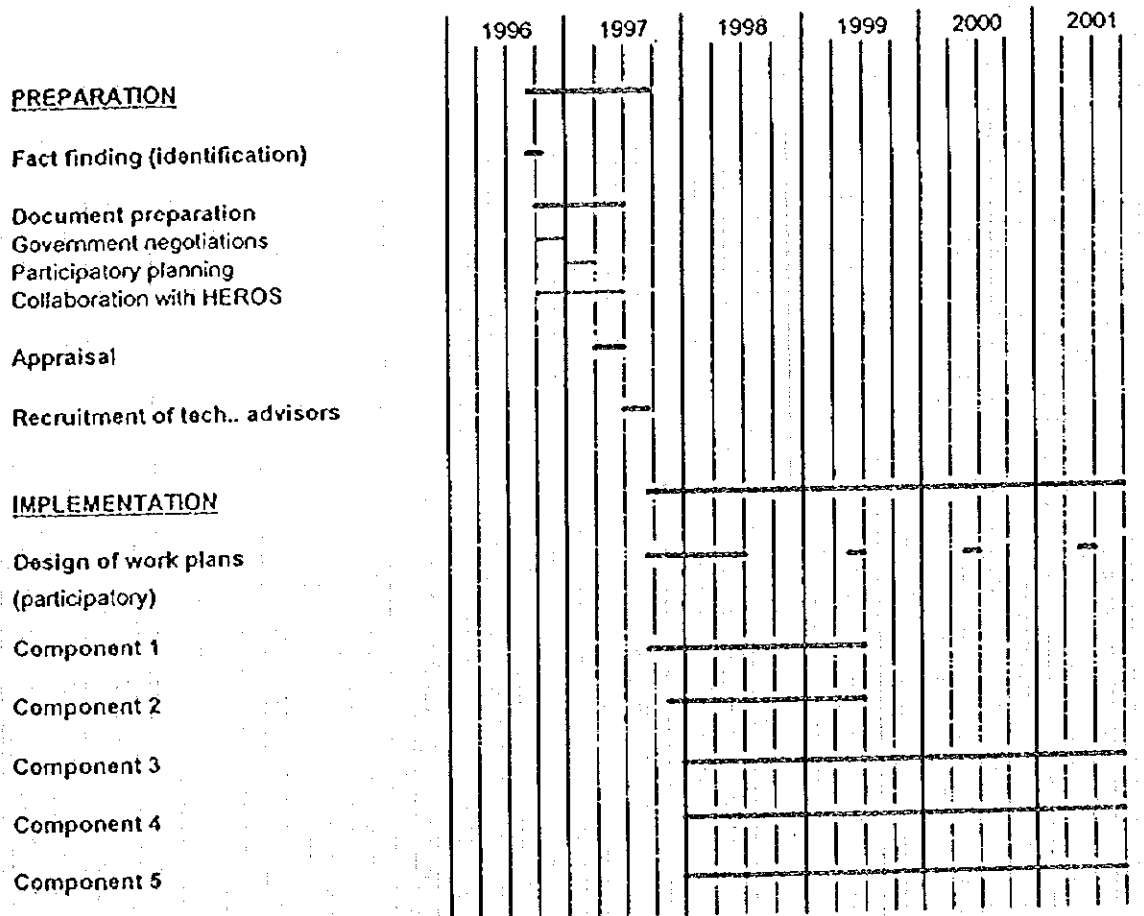 1996 1997 1998 1999 2000 2001
PREPARATION
Fact finding (identification)
Document preparation
Government negotiations
Participatory planning
Collaboration with HEROS
Appraisal
Recruitment of tech.. advisors
IMPLEMENTATION
Design of work plans
(participatory)
Component 1
Component 2
Component 3
Component 4
Component 5